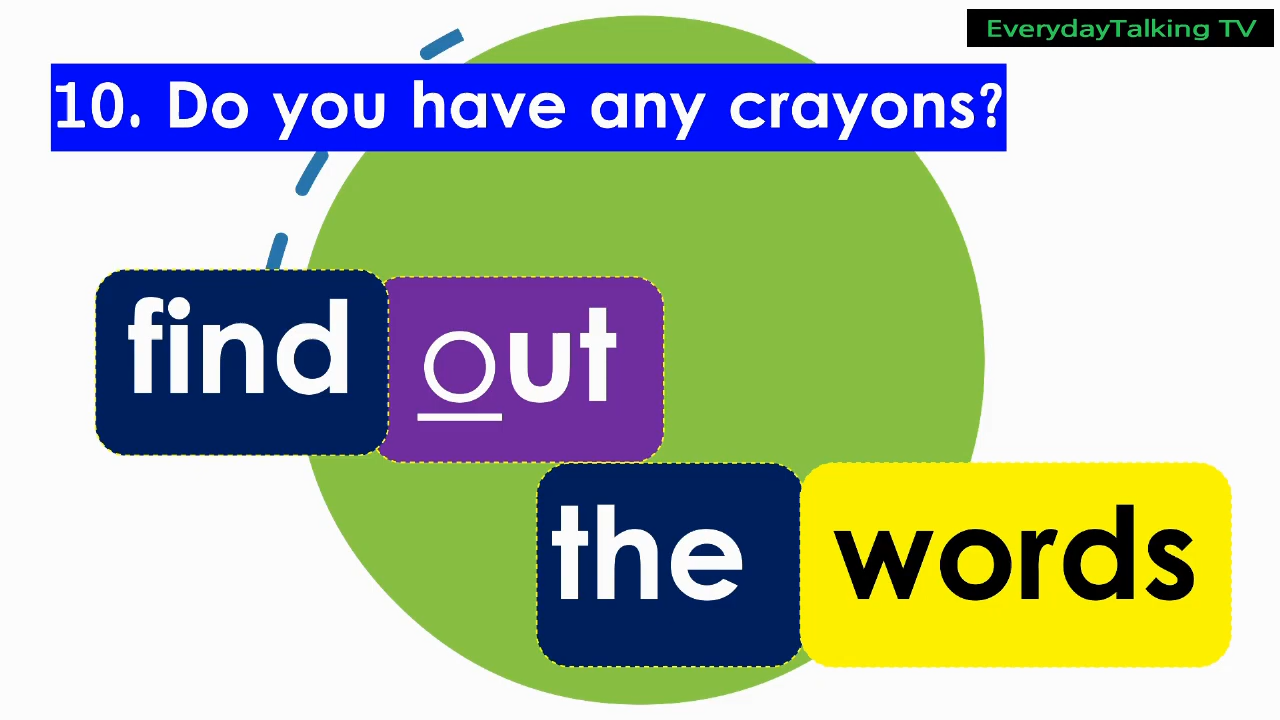 EverydayTalking TV
10. Do you have any crayons?
find out
the words